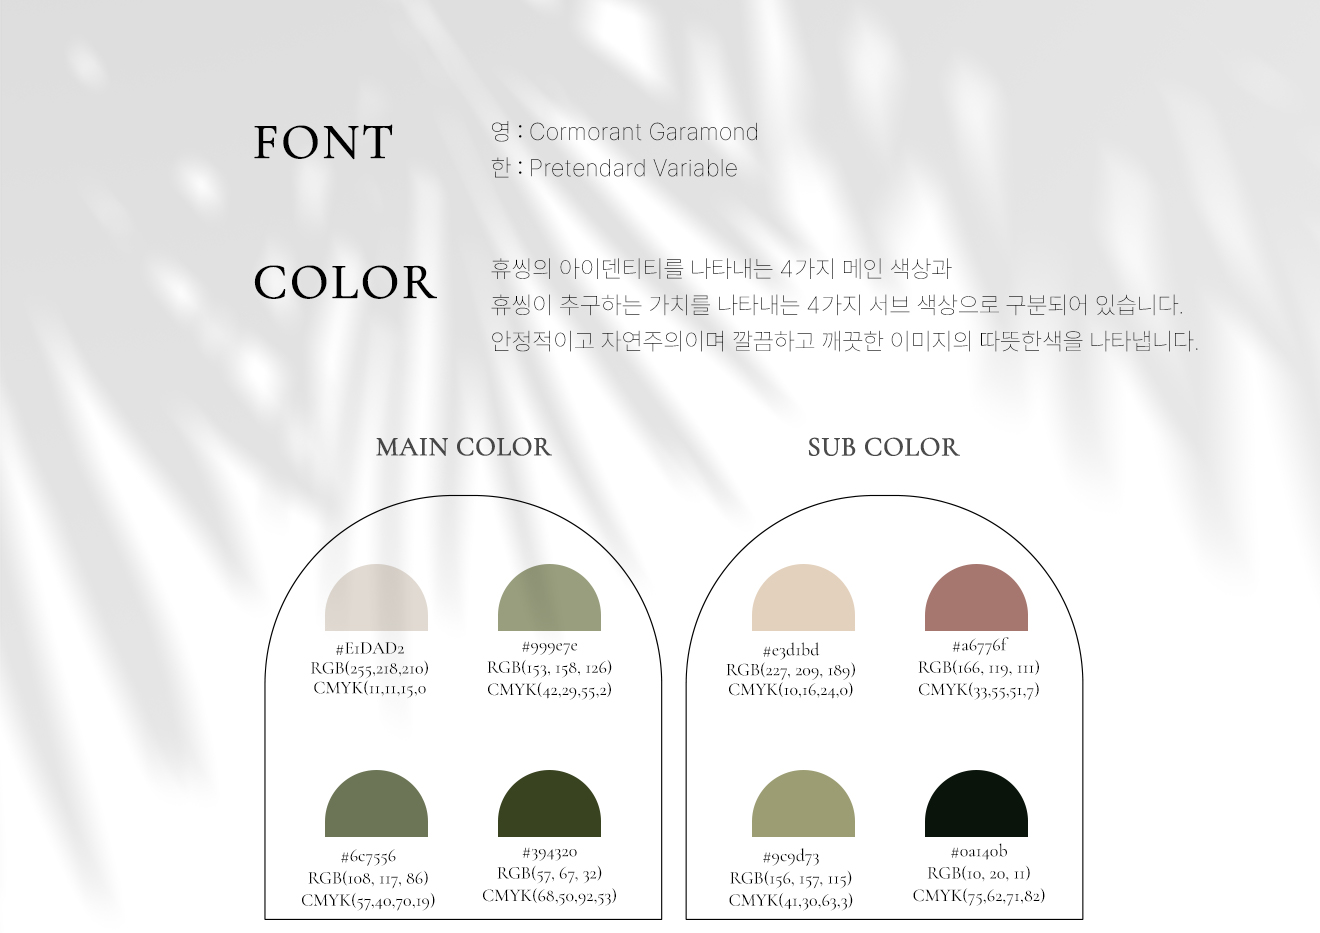 FONT
영 : Cormorant Garamond
한 : Pretendard Variable
COLOR
휴씽의 아이덴티티를 나타내는 4가지 메인 색상과
휴씽이 추구하는 가치를 나타내는 4가지 서브 색상으로 구분되어 있습니다.
안정적이고 자연주의이며 깔끔하고 깨끗한 이미지의 따뜻한색을 나타냅니다.
MAIN COLOR
#E1DAD2
RGB(255,218,210)
CMYK(11,11,15,0
#999e7e
RGB(153, 158, 126)
CMYK(42,29,55,2)
#6c7556
RGB(108, 117, 86)
CMYK(57,40,70,19)
#394320
RGB(57, 67, 32)
CMYK(68,50,92,53)
SUB COLOR
#e3d1bd
RGB(227, 209, 189)
CMYK(10,16,24,0)
#a6776f
RGB(166, 119, 111)
CMYK(33,55,51,7)
#9c9d73
RGB(156, 157, 115)
CMYK(41,30,63,3)
#0a140b
RGB(10, 20, 11)
CMYK(75,62,71,82)